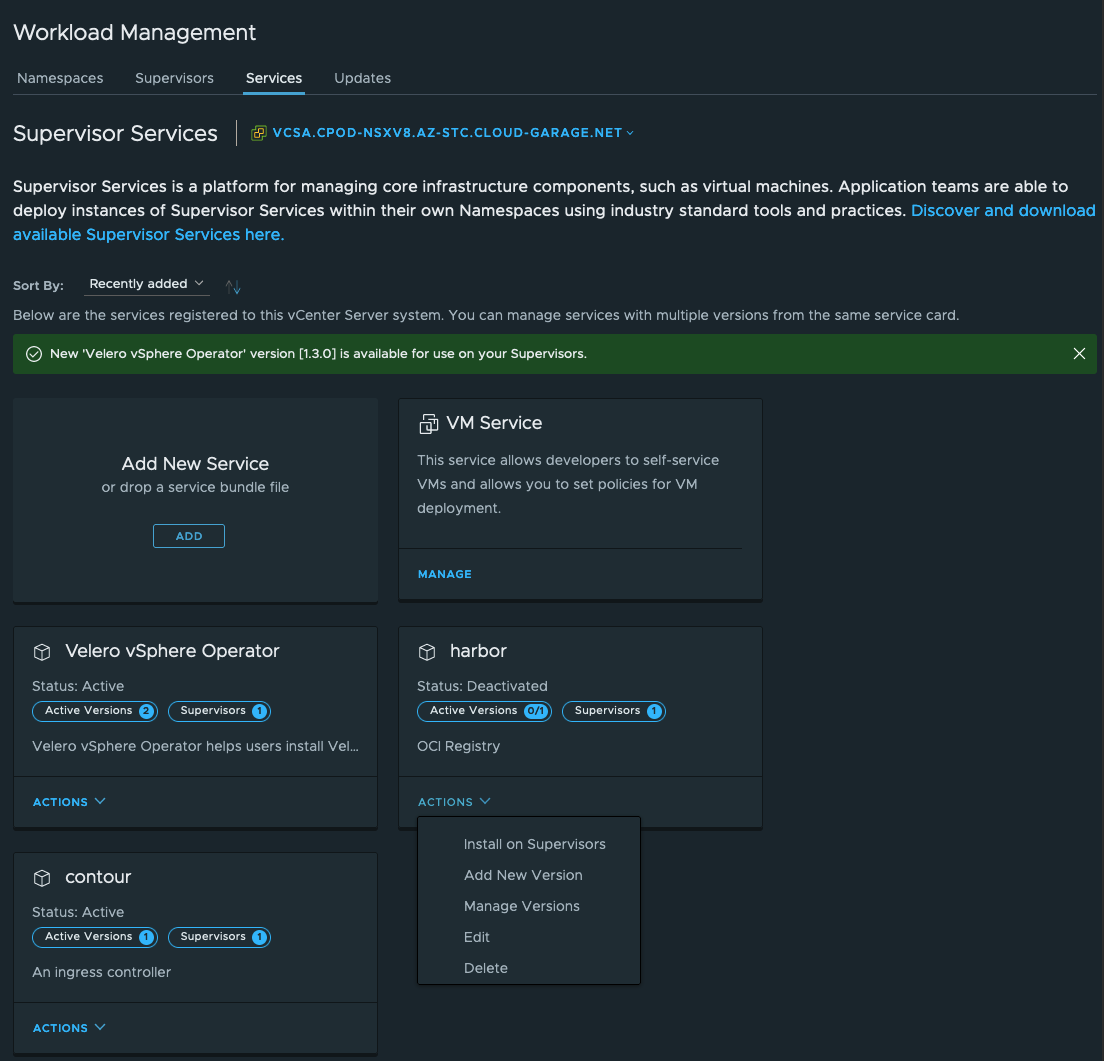 Workload Management
Namespaces Supervisors Services Updates
Supervisor Services VCSA.CPOD-NSXV8.AZ-STC.CLOUD-GARAGE.NET
Supervisor Services is a platform for managing core infrastructure components, such as virtual machines. Application teams are able to
deploy instances of Supervisor Services within their own Namespaces using industry standard tools and practices. Discover and download
available Supervisor Services here.
Sort By: Recently added
Below are the services registered to this vCenter Server system. You can manage services with multiple versions from the same service card.
New 'Velero vSphere Operator' version [1.3.0] is available for use on your Supervisors.
Add New Service
or drop a service bundle file
ADD
VM Service
This service allows developers to self-service
VMs and allows you to set policies for VM
deployment.
MANAGE
Velero vSphere Operator
Status: Active
Active Versions 2 Supervisors 1
Velero vSphere Operator helps users install Vel...
ACTIONS
harbor
Status: Deactivated
Active Versions 0/1 Supervisors 1
OCI Registry
ACTIONS
Install on Supervisors
Add New Version
Manage Versions
Edit
Delete
contour
Status: Active
Active Versions 1 Supervisors 1
An ingress controller
ACTIONS